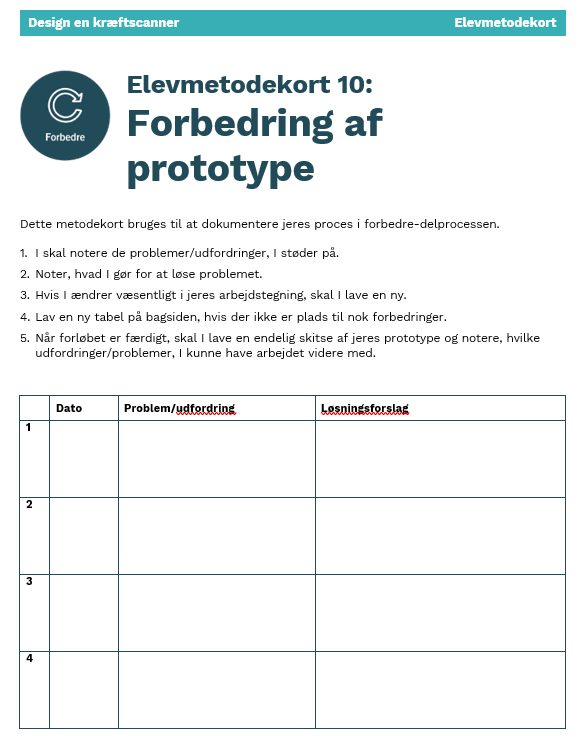 Design en kræftscanner
Elevmetodekort
Forbedre
Elevmetodekort 10:
Forbedring af
prototype
Dette metodekort bruges til at dokumentere jeres proces i forbedre-delprocessen.
1. I skal notere de problemer/udfordringer, I støder på.
2. Noter, hvad I gør for at løse problemet.
3. Hvis I ændrer væsentligt i jeres arbejdstegning, skal I lave en ny.
4. Lav en ny tabel på bagsiden, hvis der ikke er plads til nok forbedringer.
5. Når forløbet er færdigt, skal I lave en endelig skitse af jeres prototype og notere, hvilke
udfordringer/problemer, I kunne have arbejdet videre med.
Dato Problem/udfordring Løsningsforslag
1
2
3
4